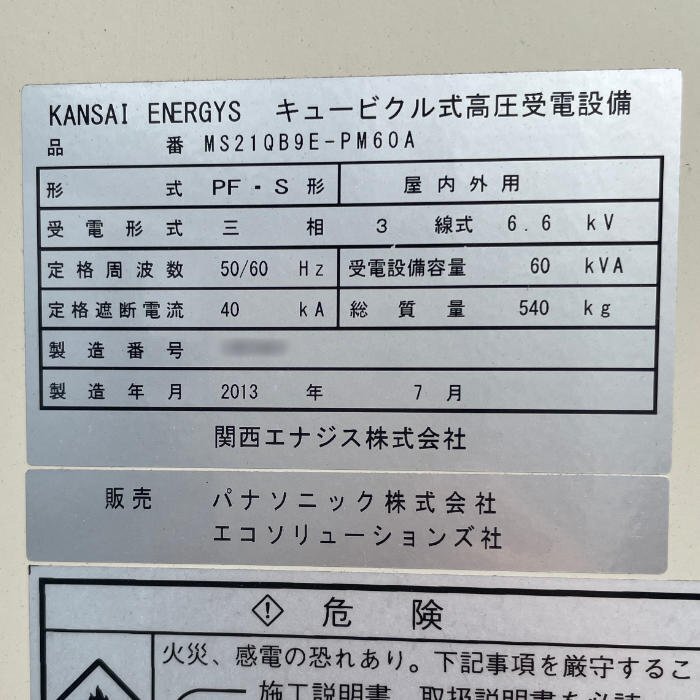 KANSAI ENERGYS キュービクル式高圧受電設備
品番 MS21QB9E-PM60A
形式 PF・S形 屋内外用
受電形式 三相 3線式 6.6 kV
定格周波数 50/60 Hz 受電設備容量 60 kVA
定格遮断電流 40 kA 総質量 540 kg
製造番号
製造年月 2013年 7月
関西エナジス株式会社
販売 パナソニック株式会社
エコソリューションズ社
危険
火災、感電の恐れあり。下記事項を厳守するこ
施工説明書、取扱説明書を必読